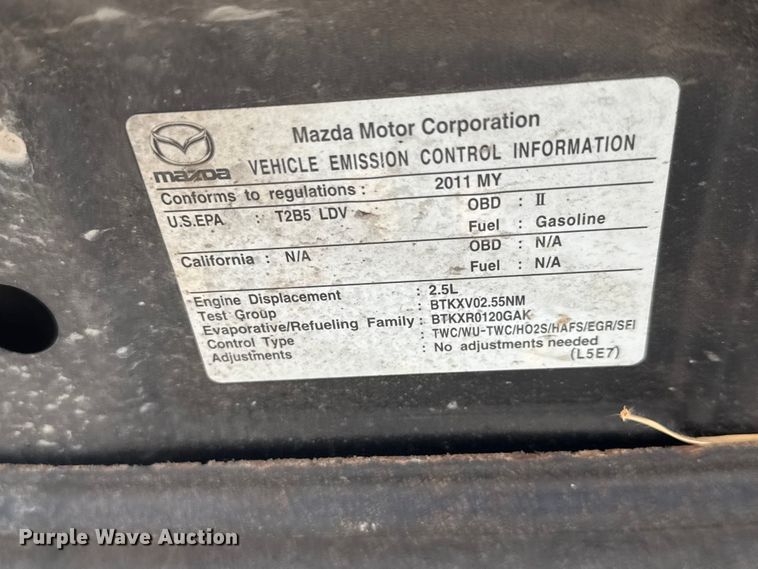 Mazda Motor Corporation
mazda VEHICLE EMISSION CONTROL INFORMATION
Conforms to regulations : 2011 MY
U.S.EPA : T2B5 LDV OBD : II
Fuel : Gasoline
California : N/A OBD : N/A
Fuel : N/A
Engine Displacement : 2.5L
Test Group : BTKXV02.55NM
Evaporative/Refueling Family : BTKXR0120GAK
Control Type : TWC/WU-TWC/HO2S/HAFS/EGR/SFI
Adjustments : No adjustments needed
(L5E7)
Purple Wave Auction